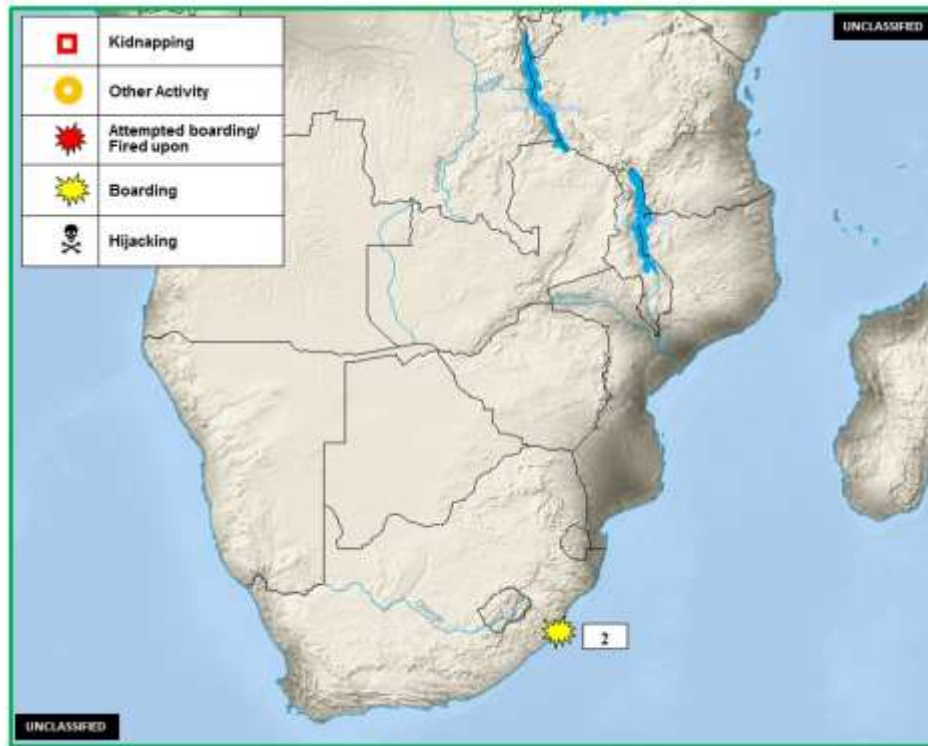 Kidnapping
Other Activity
Attempted boarding/
Fired upon
Boarding
Hijacking
UNCLASSIFIED
2
UNCLASSIFIED